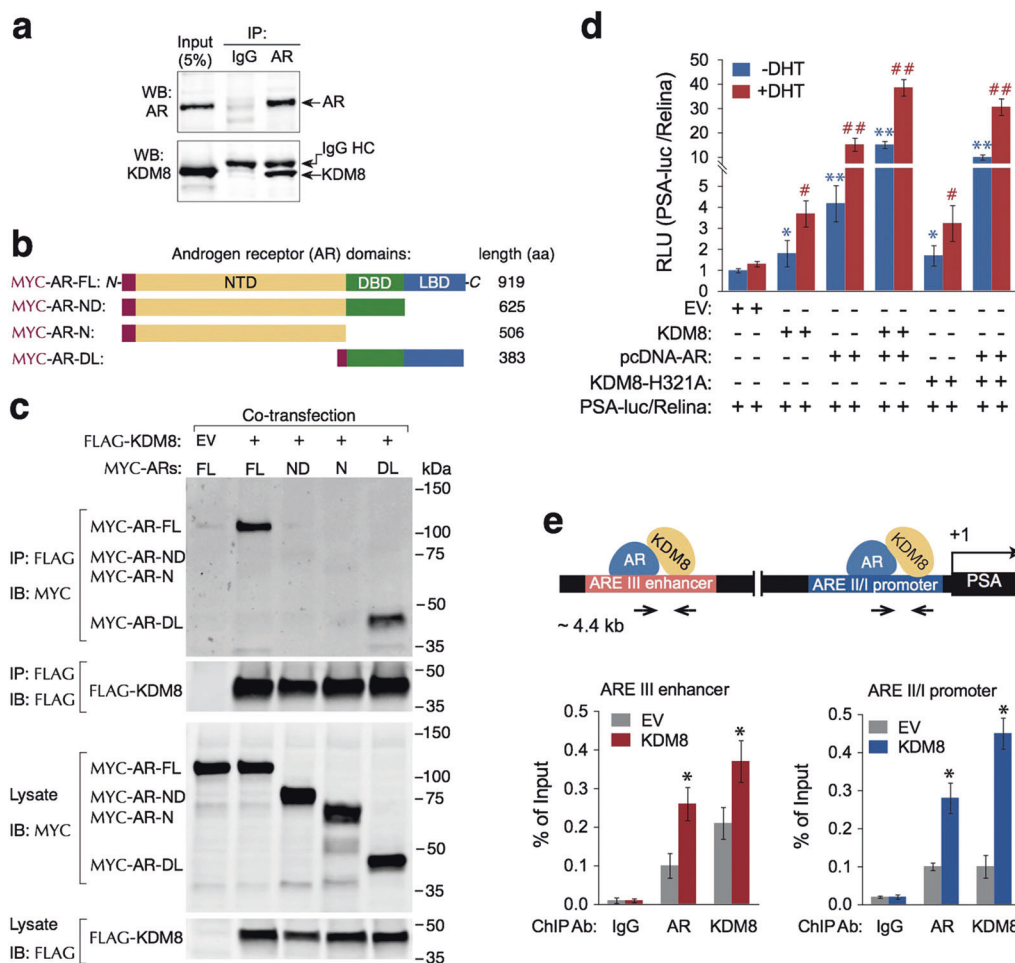 a
Input
(5%)
IP:
IgG AR
WB:
AR
AR
WB:
KDM8
IgG HC
KDM8
b
Androgen receptor (AR) domains: length (aa)
MYC-AR-FL: N- NTD DBD LBD -C 919
MYC-AR-ND: 625
MYC-AR-N: 506
MYC-AR-DL: 383
c
Co-transfection
FLAG-KDM8: EV + + + +
MYC-ARs: FL FL ND N DL kDa
-150
MYC-AR-FL
-100
IP: FLAG
IB: MYC
MYC-AR-ND
-75
MYC-AR-N
-50
MYC-AR-DL
-35
IP: FLAG
IB: FLAG
FLAG-KDM8
-50
-35
-150
MYC-AR-FL
-100
Lysate
IB: MYC
MYC-AR-ND
-75
MYC-AR-N
-50
MYC-AR-DL
-35
Lysate
IB: FLAG
FLAG-KDM8
-50
-35
d
RLU (PSA-luc /Relina)
50
40
30
20
10
6
4
2
1
0
-DHT
+DHT
* # ** ## ** ## * # ** ##
EV: + + - - - - - - - - - -
KDM8: - - + + - - + + - - - -
pcDNA-AR: - - - - + + + + - - + +
KDM8-H321A: - - - - - - - - + + + +
PSA-luc/Relina: + + + + + + + + + + + +
e
AR KDM8
ARE III enhancer
AR KDM8
ARE II/I promoter
+1
PSA
~ 4.4 kb
ARE III enhancer
% of Input
0.5
0.4
0.3
0.2
0.1
0
EV
KDM8
* *
ChIP Ab: IgG AR KDM8
ARE II/I promoter
% of Input
0.5
0.4
0.3
0.2
0.1
0
EV
KDM8
* *
ChIP Ab: IgG AR KDM8